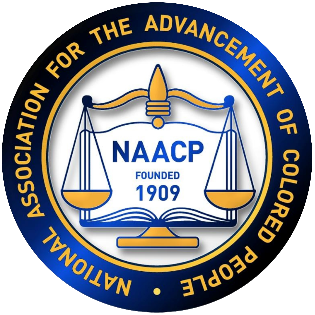 NATIONAL ASSOCIATION FOR THE ADVANCEMENT OF COLORED PEOPLE •
NAACP
FOUNDED
1909